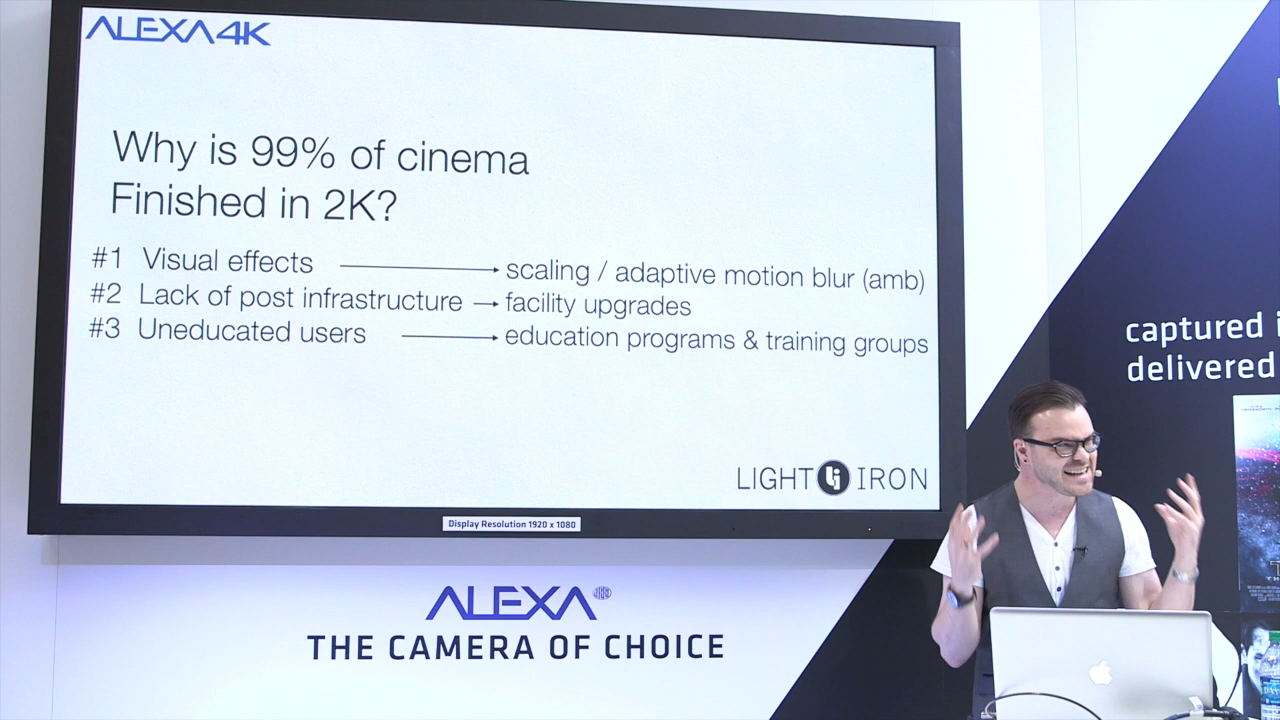 ALEXA 4K
Why is 99% of cinema
Finished in 2K?
#1 Visual effects scaling / adaptive motion blur (amb)
#2 Lack of post infrastructure facility upgrades
#3 Uneducated users education programs & training groups
LIGHT IRON
Display Resolution 1920 x 1080
ALEXA
THE CAMERA OF CHOICE
captured
delivered